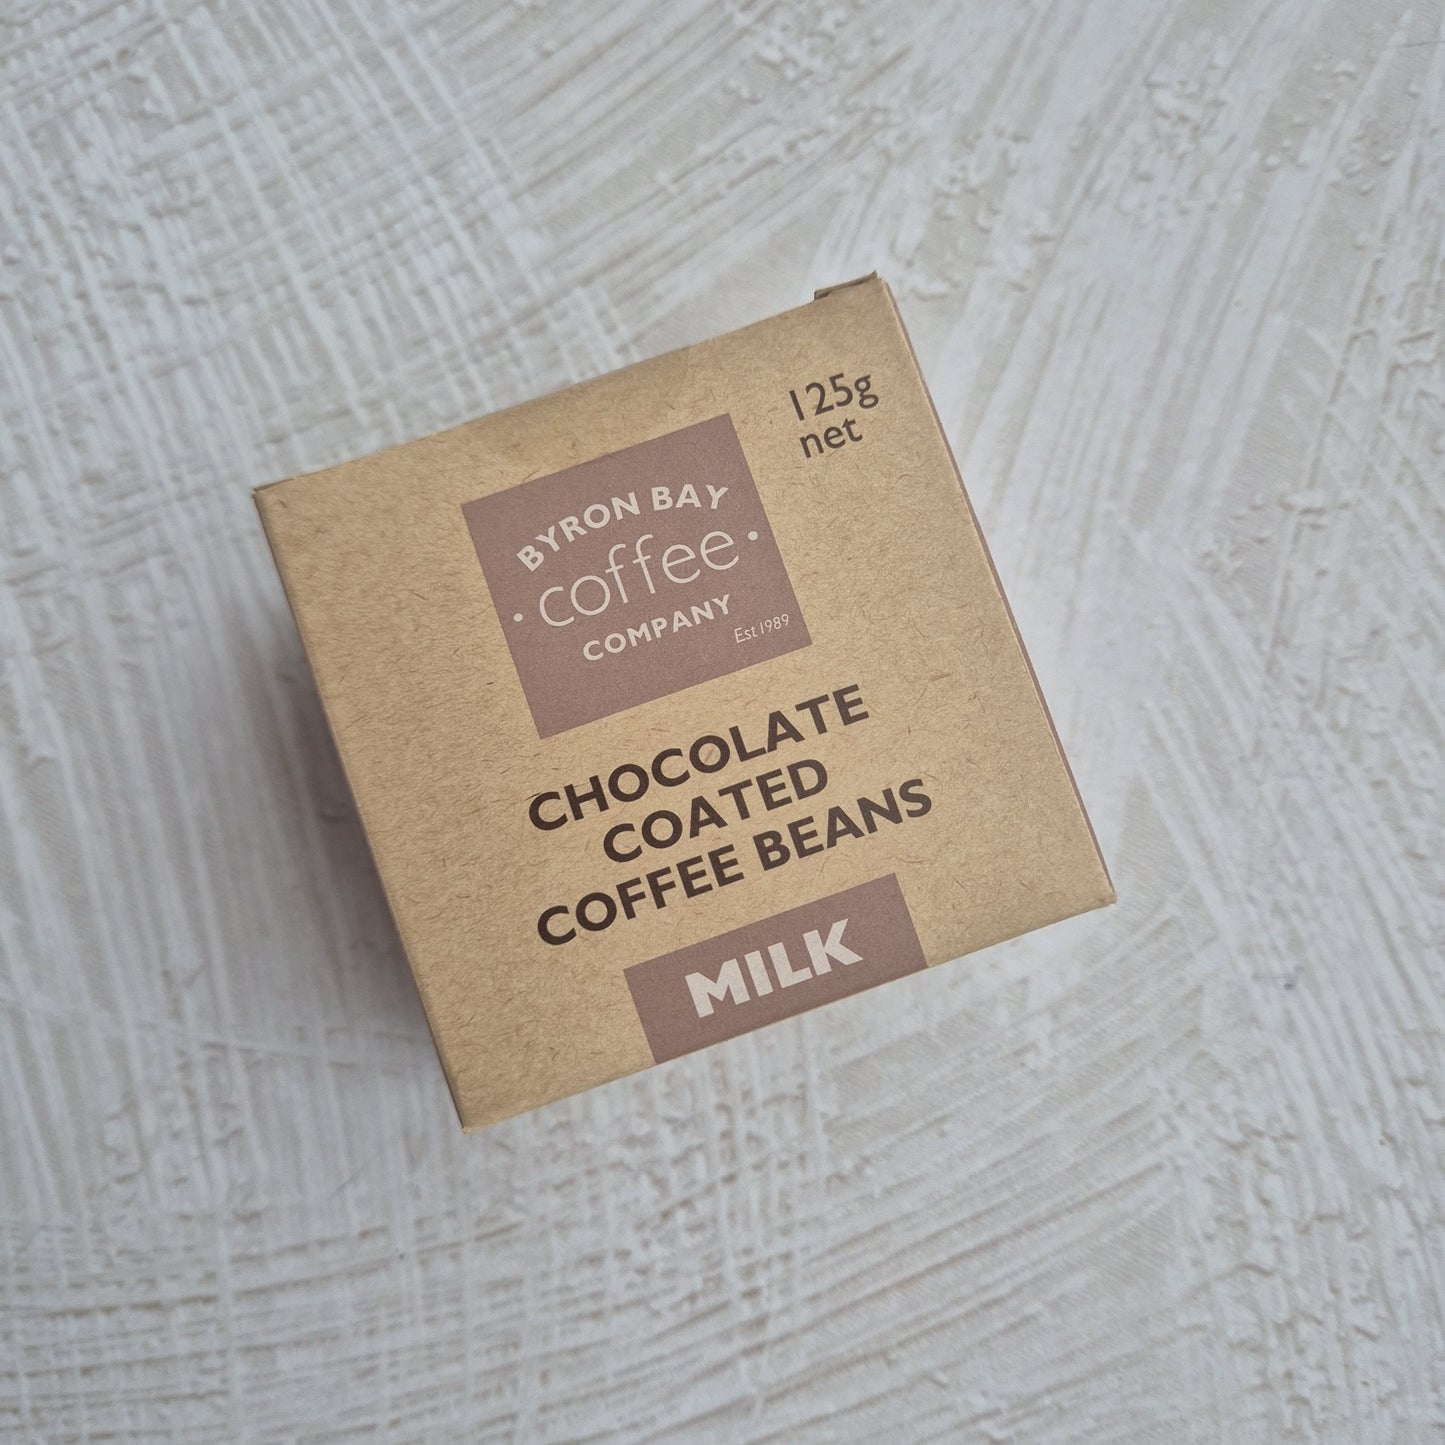 125g
net
BYRON BAY
• coffee •
COMPANY
Est 1989
CHOCOLATE
COATED
COFFEE BEANS
MILK